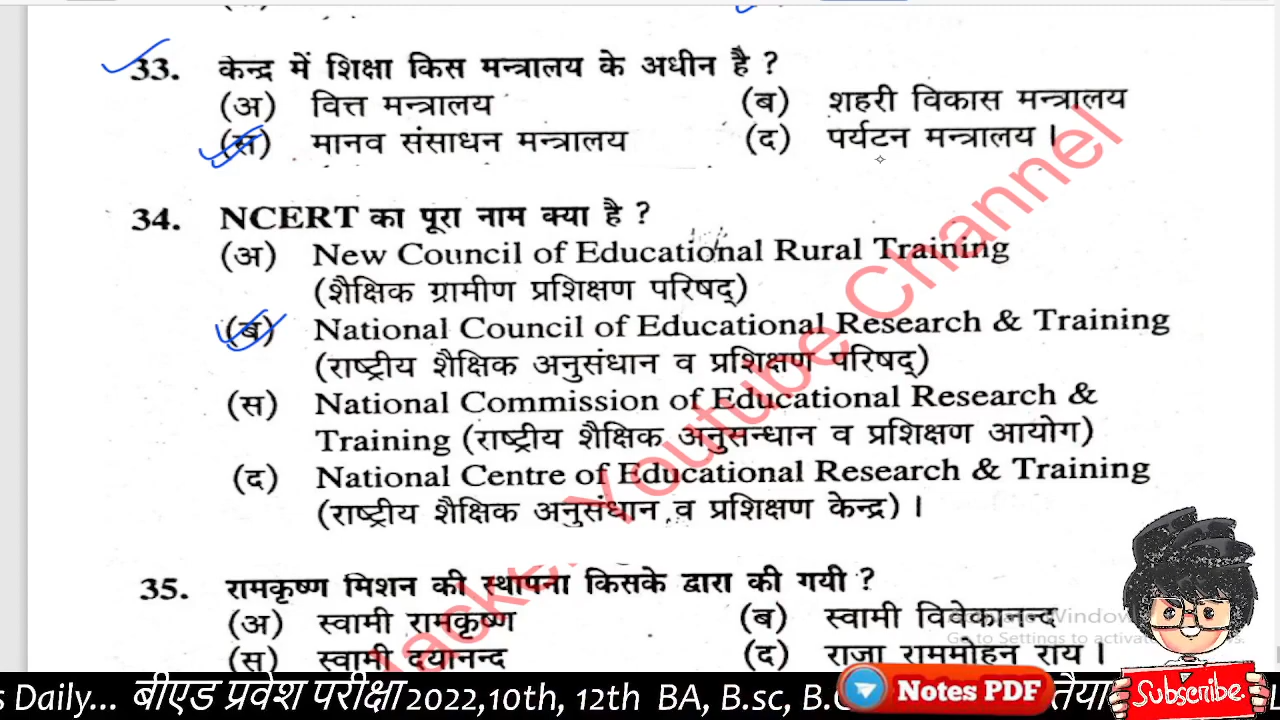 33. केन्द्र में शिक्षा किस मन्त्रालय के अधीन है ?
(अ) वित्त मन्त्रालय (ब) शहरी विकास मन्त्रालय
(स) मानव संसाधन मन्त्रालय (द) पर्यटन मन्त्रालय ।
34. NCERT का पूरा नाम क्या है ?
(अ) New Council of Educational Rural Training
(शैक्षिक ग्रामीण प्रशिक्षण परिषद्)
(ब) National Council of Educational Research & Training
(राष्ट्रीय शैक्षिक अनुसंधान व प्रशिक्षण परिषद्)
(स) National Commission of Educational Research &
Training (राष्ट्रीय शैक्षिक अनुसन्धान व प्रशिक्षण आयोग)
(द) National Centre of Educational Research & Training
(राष्ट्रीय शैक्षिक अनुसंधान व प्रशिक्षण केन्द्र) ।
35. रामकृष्ण मिशन की स्थापना किसके द्वारा की गयी ?
(अ) स्वामी रामकृष्ण (ब) स्वामी विवेकानन्द
(स) स्वामी दयानन्द (द) राजा राममोहन राय ।
Youtube Channel
s Daily... बीएड प्रवेश परीक्षा 2022,10th, 12th BA, B.sc,
Notes PDF
Subscribe